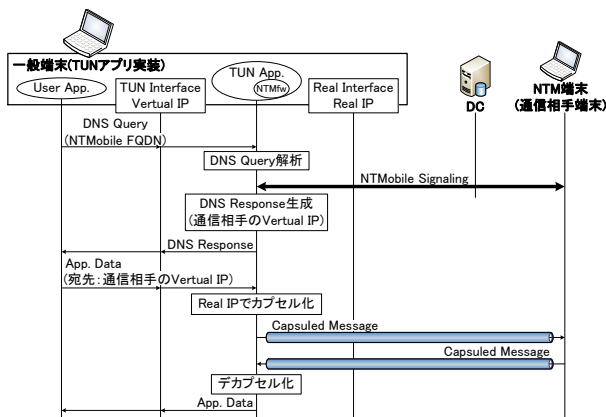 一般端末(TUNアプリ実装)
User App.
TUN Interface
Vertual IP
TUN App.
NTMfw
Real Interface
Real IP
DC
NTM端末
(通信相手端末)
DNS Query
(NTMobile FQDN)
DNS Query解析
NTMobile Signaling
DNS Response生成
(通信相手のVertual IP)
DNS Response
App. Data
(宛先：通信相手のVertual IP)
Real IPでカプセル化
Capsuled Message
Capsuled Message
デカプセル化
App. Data